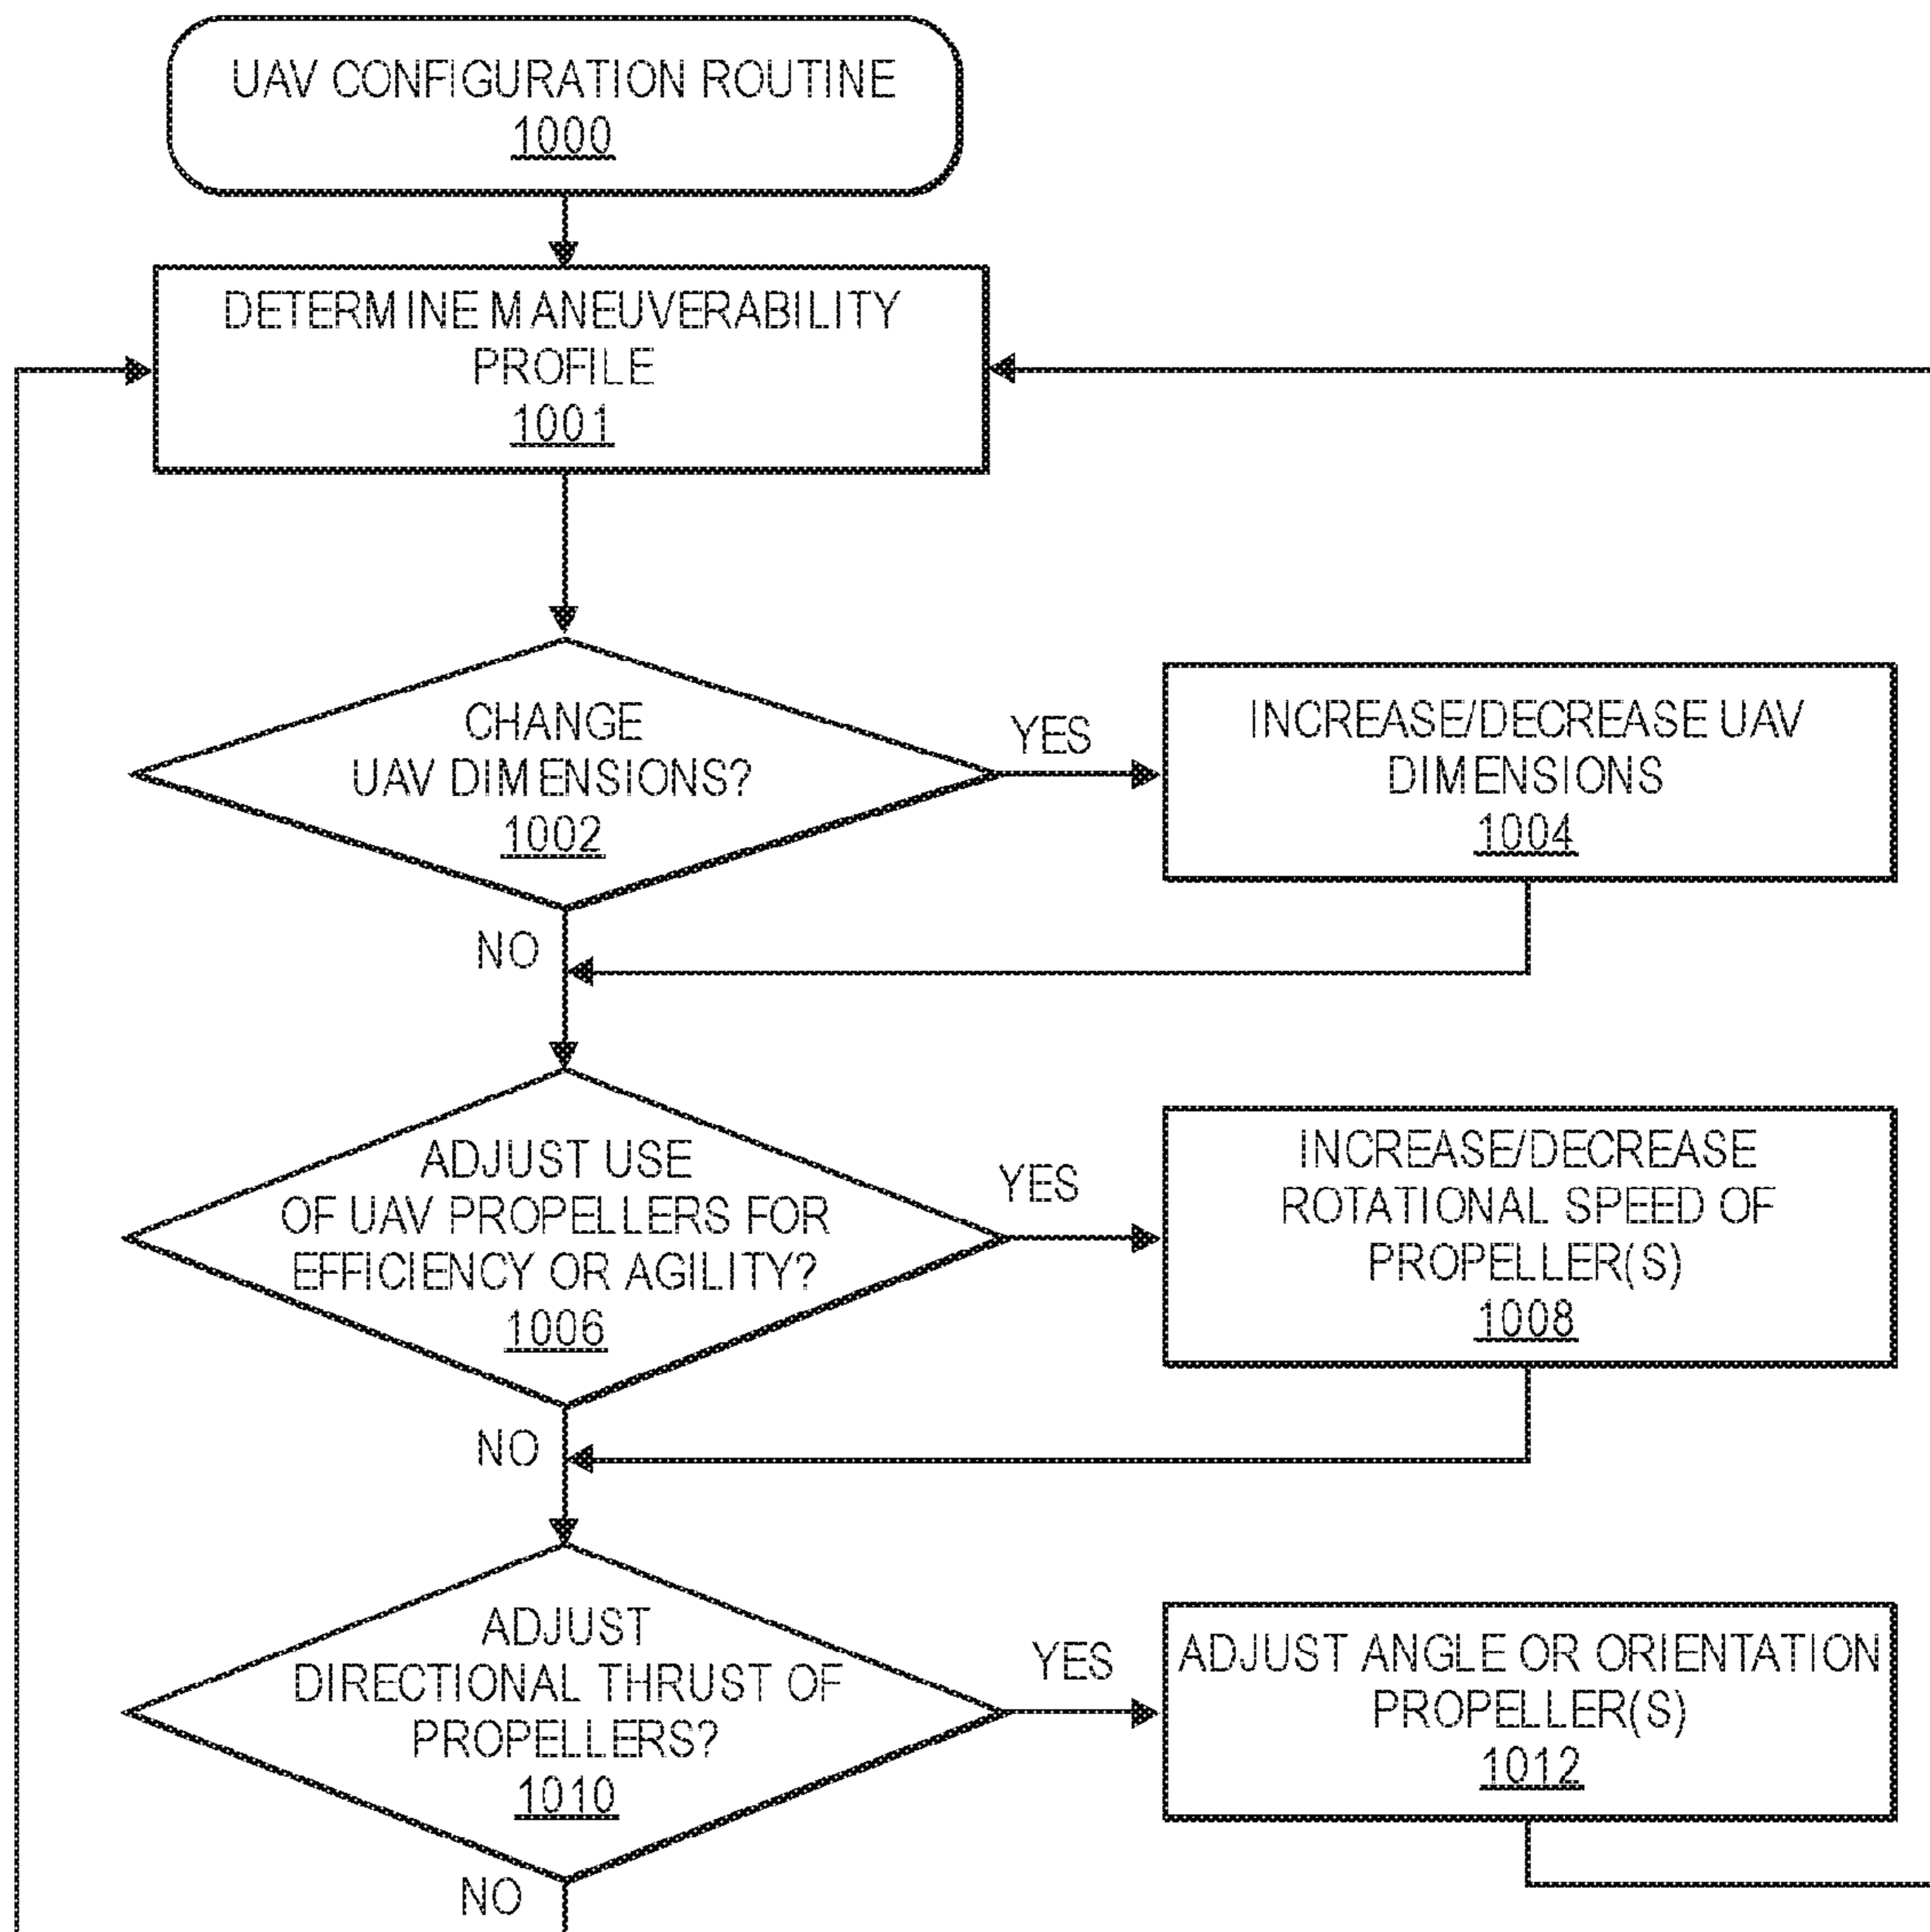 UAV CONFIGURATION ROUTINE
1000
DETERMINE MANEUVERABILITY
PROFILE
1001
CHANGE
UAV DIMENSIONS?
1002
YES
INCREASE/DECREASE UAV
DIMENSIONS
1004
NO
ADJUST USE
OF UAV PROPELLERS FOR
EFFICIENCY OR AGILITY?
1006
YES
INCREASE/DECREASE
ROTATIONAL SPEED OF
PROPELLER(S)
1008
NO
ADJUST
DIRECTIONAL THRUST OF
PROPELLERS?
1010
YES
ADJUST ANGLE OR ORIENTATION
PROPELLER(S)
1012
NO